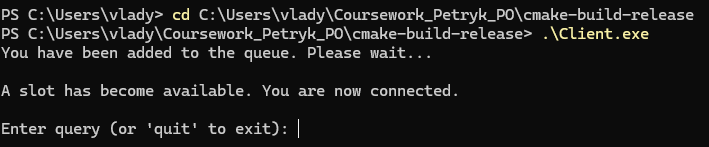 PS C:\Users\vlady> cd C:\Users\vlady\Coursework_Petryk_PO\cmake-build-release
PS C:\Users\vlady\Coursework_Petryk_PO\cmake-build-release> .\Client.exe
You have been added to the queue. Please wait...
A slot has become available. You are now connected.
Enter query (or 'quit' to exit):